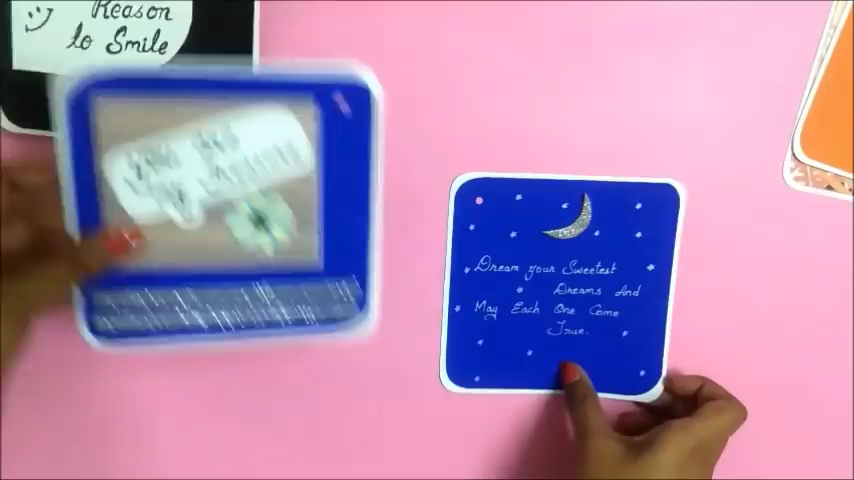 Reason
to Smile
Dream your Sweetest
Dreams And
May Each One Come
True.